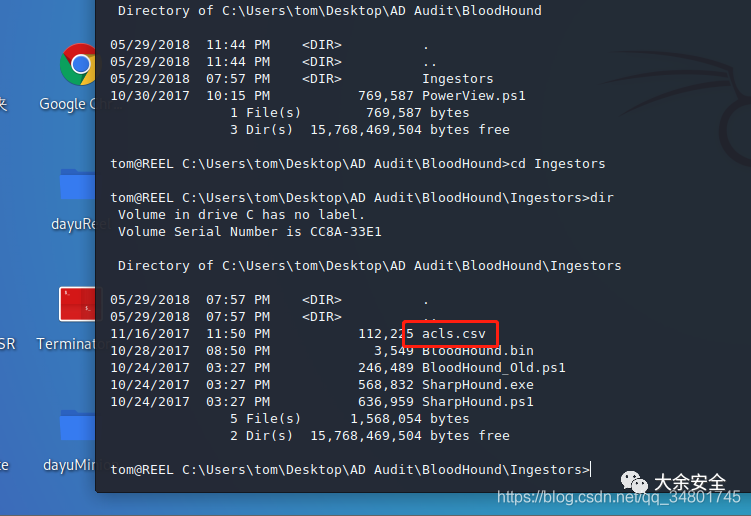 Directory of C:\Users\tom\Desktop\AD Audit\BloodHound
05/29/2018  11:44 PM    <DIR>          .
05/29/2018  11:44 PM    <DIR>          ..
05/29/2018  07:57 PM    <DIR>          Ingestors
10/30/2017  10:15 PM           769,587 PowerView.ps1
1 File(s)        769,587 bytes
3 Dir(s)  15,768,469,504 bytes free
tom@REEL C:\Users\tom\Desktop\AD Audit\BloodHound>cd Ingestors
tom@REEL C:\Users\tom\Desktop\AD Audit\BloodHound\Ingestors>dir
Volume in drive C has no label.
Volume Serial Number is CC8A-33E1
Directory of C:\Users\tom\Desktop\AD Audit\BloodHound\Ingestors
05/29/2018  07:57 PM    <DIR>          .
05/29/2018  07:57 PM    <DIR>          ..
11/16/2017  11:50 PM           112,225 acls.csv
10/28/2017  08:50 PM             3,549 BloodHound.bin
10/24/2017  03:27 PM           246,489 BloodHound_Old.ps1
10/24/2017  03:27 PM           568,832 SharpHound.exe
10/24/2017  03:27 PM           636,959 SharpHound.ps1
5 File(s)      1,568,054 bytes
2 Dir(s)  15,768,469,504 bytes free
tom@REEL C:\Users\tom\Desktop\AD Audit\BloodHound\Ingestors>
夹
Google Ch
dayuRee
SR
Terminato
te
dayuMin
大余安全
https://blog.csdn.net/qq_34801745